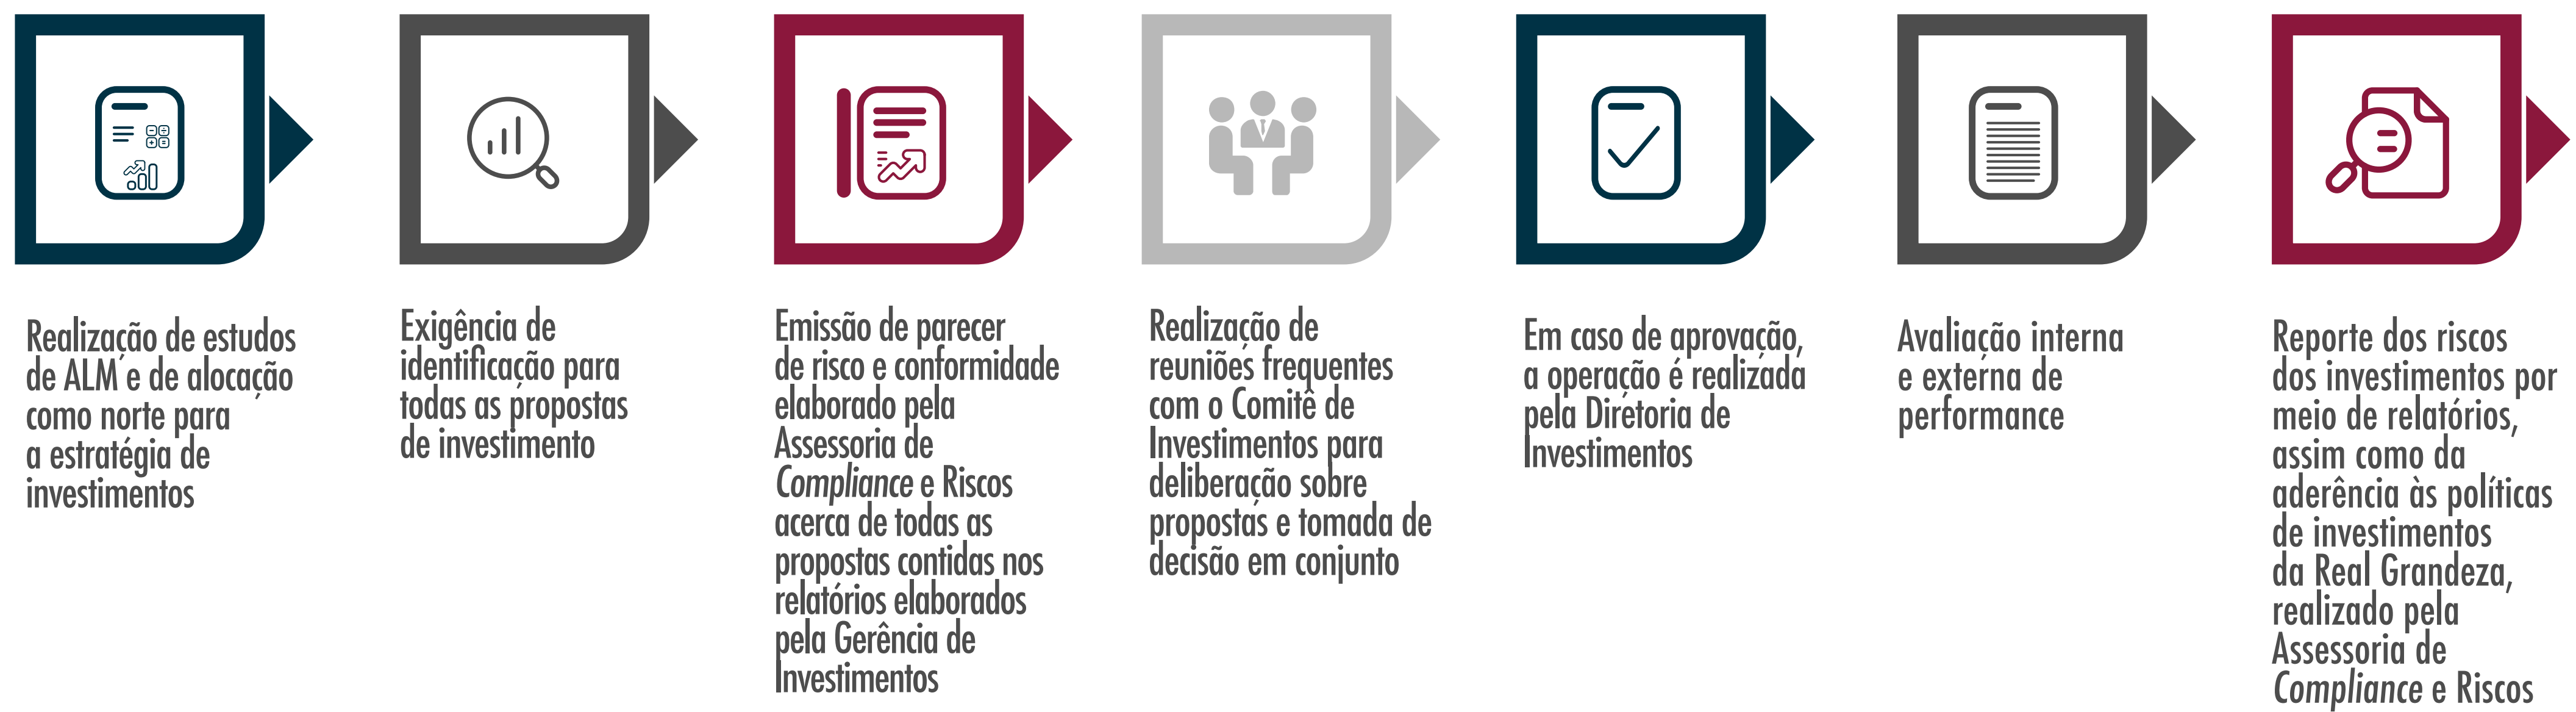 Realização de estudos
de ALM e de alocação
como norte para
a estratégia de
investimentos
Exigência de
identificação para
todas as propostas
de investimento
Emissão de parecer
de risco e conformidade
elaborado pela
Assessoria de
Compliance e Riscos
acerca de todas as
propostas contidas nos
relatórios elaborados
pela Gerência de
Investimentos
Realização de
reuniões frequentes
com o Comitê de
Investimentos para
deliberação sobre
propostas e tomada de
decisão em conjunto
Em caso de aprovação,
a operação é realizada
pela Diretoria de
Investimentos
Avaliação interna
e externa de
performance
Reporte dos riscos
dos investimentos por
meio de relatórios,
assim como da
aderência às políticas
de investimentos
da Real Grandeza,
realizado pela
Assessoria de
Compliance e Riscos